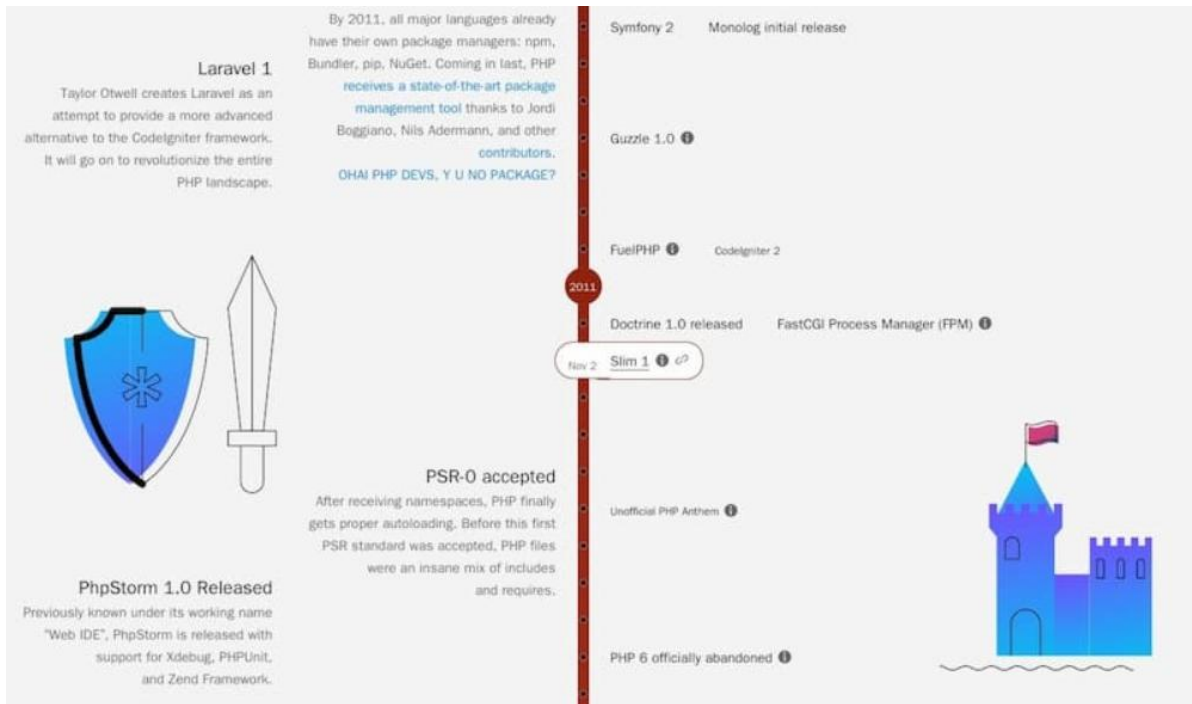 By 2011, all major languages already
have their own package managers: npm,
Bundler, pip, NuGet. Coming in last, PHP
receives a state-of-the-art package
management tool thanks to Jordi
Boggiano, Nils Adermann, and other
contributors.
OHAI PHP DEVS, Y U NO PACKAGE?
Laravel 1
Taylor Otwell creates Laravel as an
attempt to provide a more advanced
alternative to the CodeIgniter framework.
It will go on to revolutionize the entire
PHP landscape.
PSR-0 accepted
After receiving namespaces, PHP finally
gets proper autoloading. Before this first
PSR standard was accepted, PHP files
were an insane mix of includes
and requires.
PhpStorm 1.0 Released
Previously known under its working name
"Web IDE", PhpStorm is released with
support for Xdebug, PHPUnit,
and Zend Framework.
Symfony 2 Monolog initial release
Guzzle 1.0
FuelPHP CodeIgniter 2
2011
Doctrine 1.0 released FastCGI Process Manager (FPM)
Nov 2 Slim 1
Unofficial PHP Anthem
PHP 6 officially abandoned